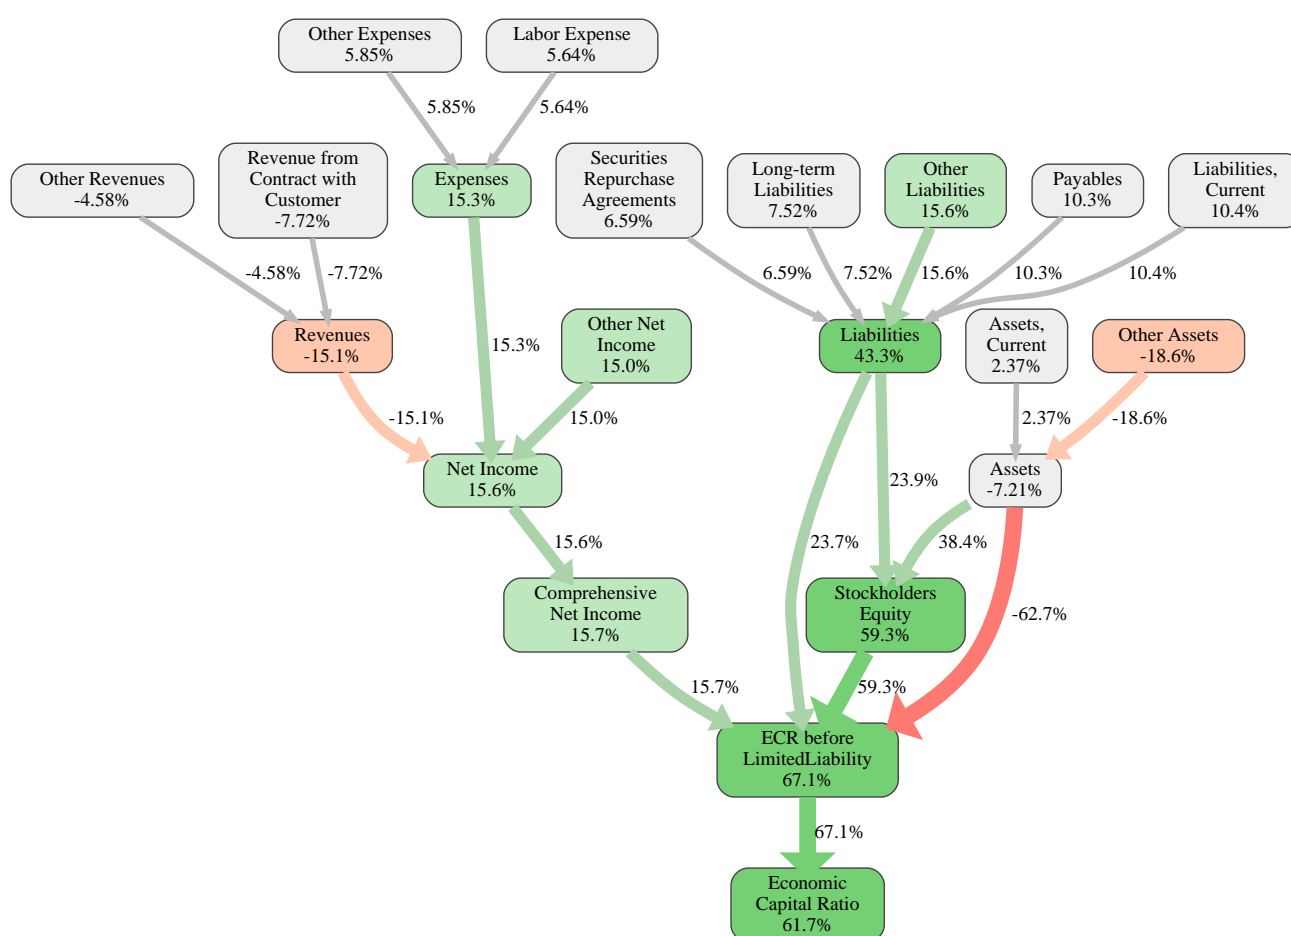 Other Expenses
5.85%
Labor Expense
5.64%
5.85%
5.64%
Other Revenues
-4.58%
Revenue from
Contract with
Customer
-7.72%
Expenses
15.3%
Securities
Repurchase
Agreements
6.59%
Long-term
Liabilities
7.52%
Other
Liabilities
15.6%
Payables
10.3%
Liabilities,
Current
10.4%
-4.58%
-7.72%
6.59%
7.52%
15.6%
10.3%
10.4%
Revenues
-15.1%
15.3%
Other Net
Income
15.0%
Liabilities
43.3%
Assets,
Current
2.37%
Other Assets
-18.6%
-15.1%
15.0%
2.37%
-18.6%
Net Income
15.6%
23.9%
Assets
-7.21%
15.6%
23.7%
38.4%
Comprehensive
Net Income
15.7%
Stockholders
Equity
59.3%
-62.7%
15.7%
59.3%
ECR before
LimitedLiability
67.1%
67.1%
Economic
Capital Ratio
61.7%